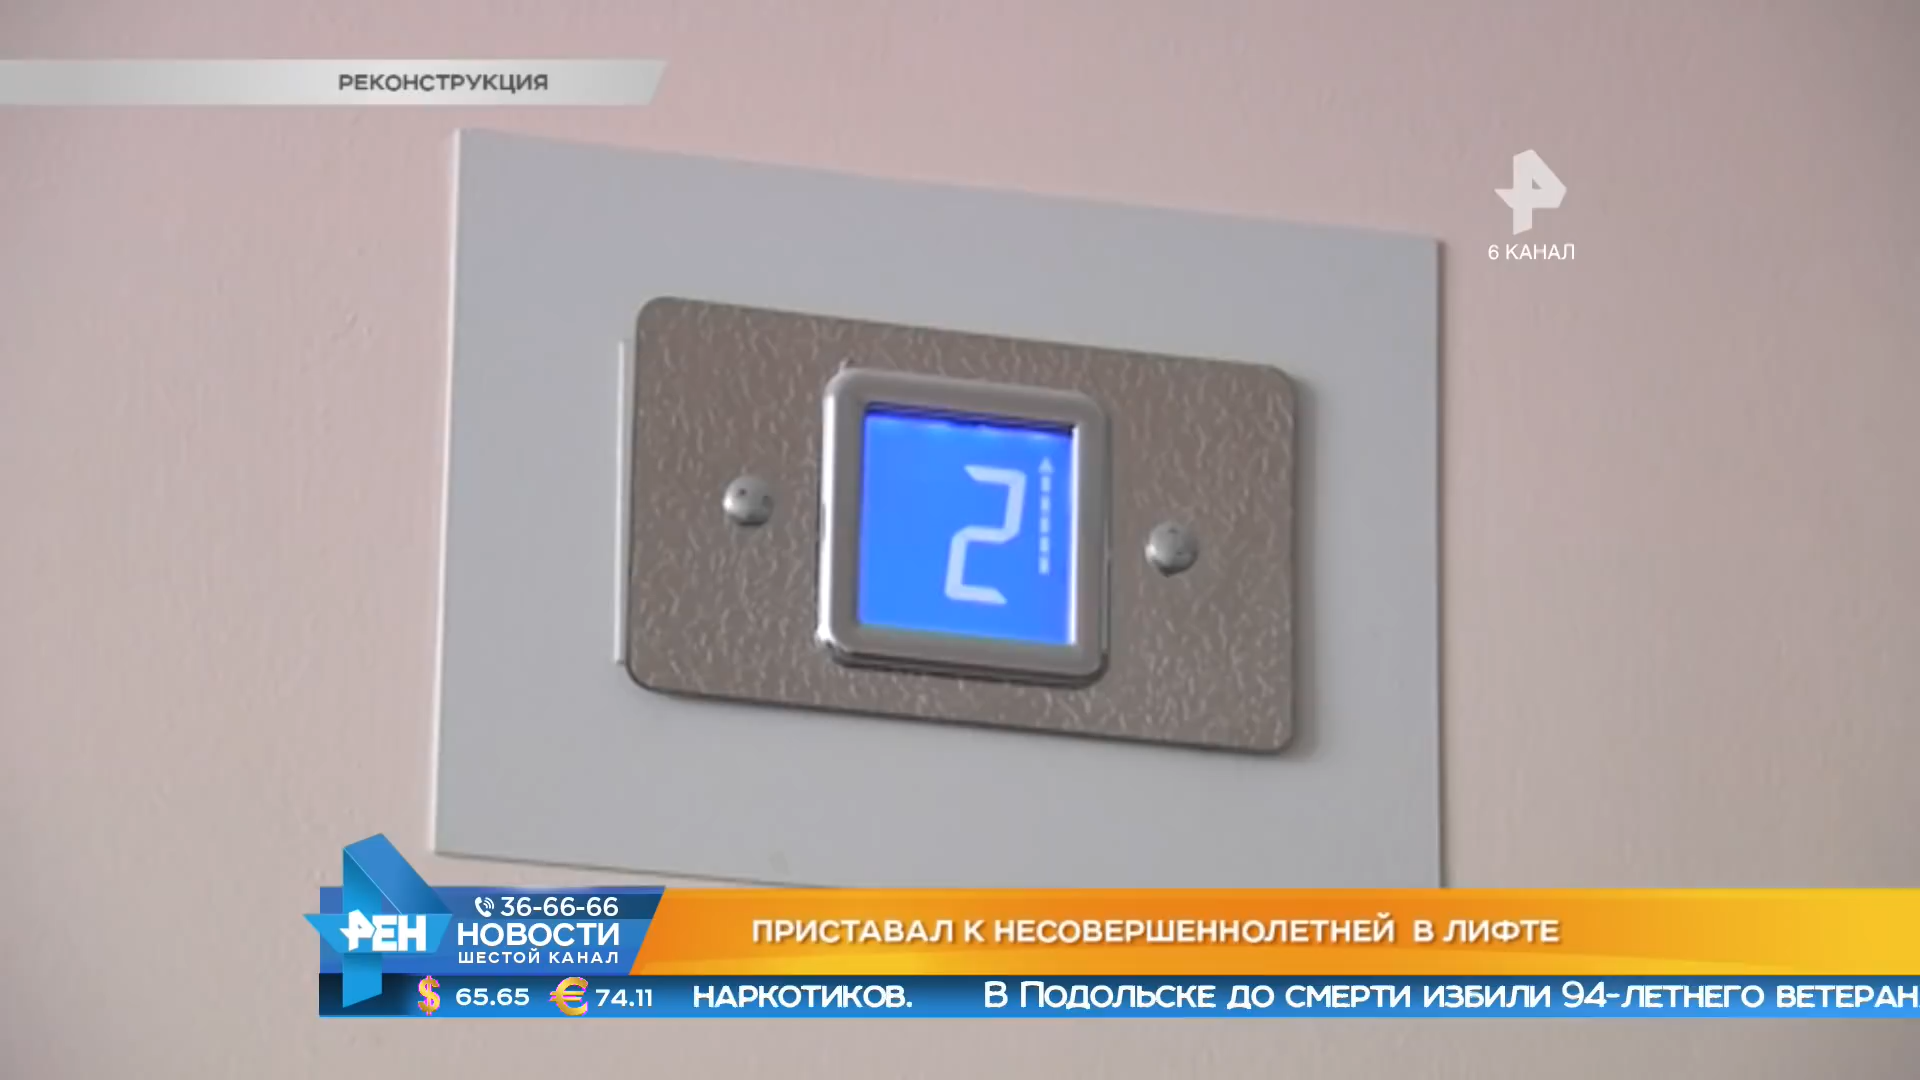 РЕКОНСТРУКЦИЯ
6 КАНАЛ
2
36-66-66
РЕН
НОВОСТИ
ШЕСТОЙ КАНАЛ
ПРИСТАВАЛ К НЕСОВЕРШЕННОЛЕТНЕЙ В ЛИФТЕ
$ 65.65 € 74.11
НАРКОТИКОВ. В ПОДОЛЬСКЕ ДО СМЕРТИ ИЗБИЛИ 94-ЛЕТНЕГО ВЕТЕРАНА